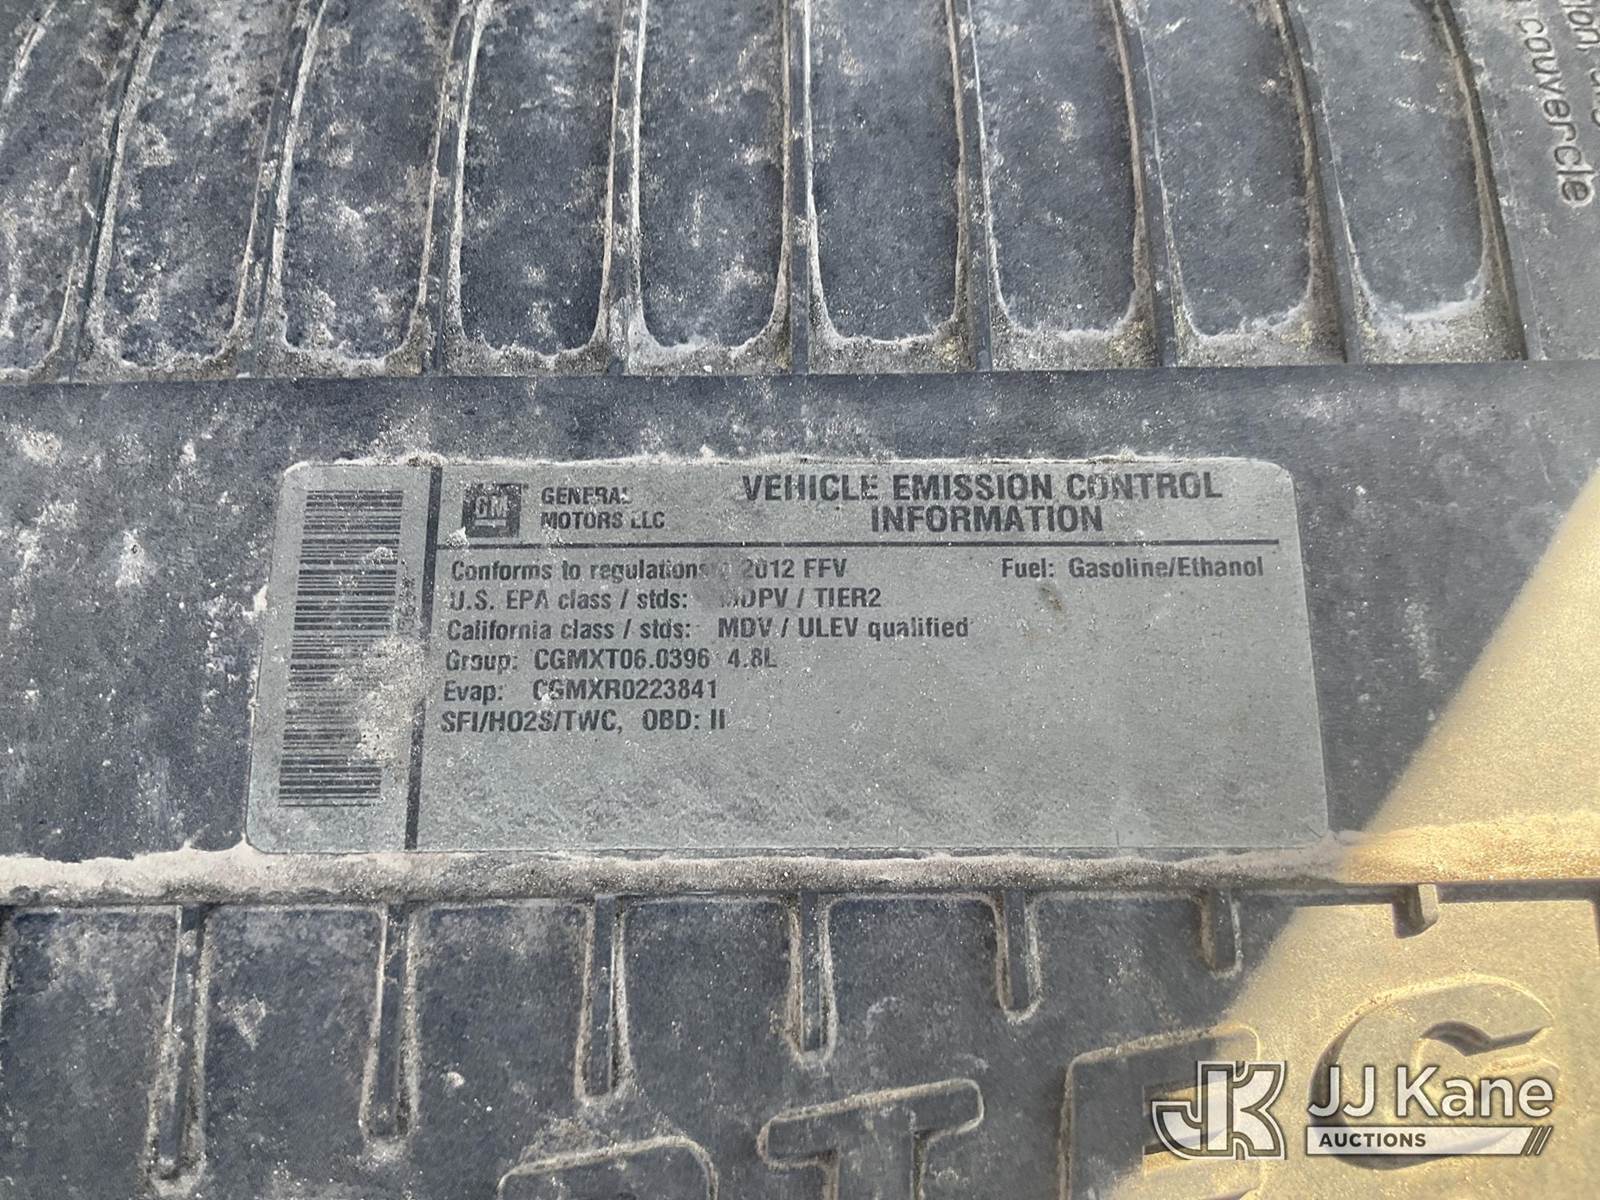 couvercle
GM GENERAL MOTORS LLC
VEHICLE EMISSION CONTROL
INFORMATION
Conforms to regulations: 2012 FFV Fuel: Gasoline/Ethanol
U.S. EPA class / stds: MDPV / TIER2
California class / stds: MDV / ULEV qualified
Group: CGMXT06.0396 4.8L
Evap: CGMXR0223841
SFI/HO2S/TWC, OBD: II
JK JJ Kane
AUCTIONS